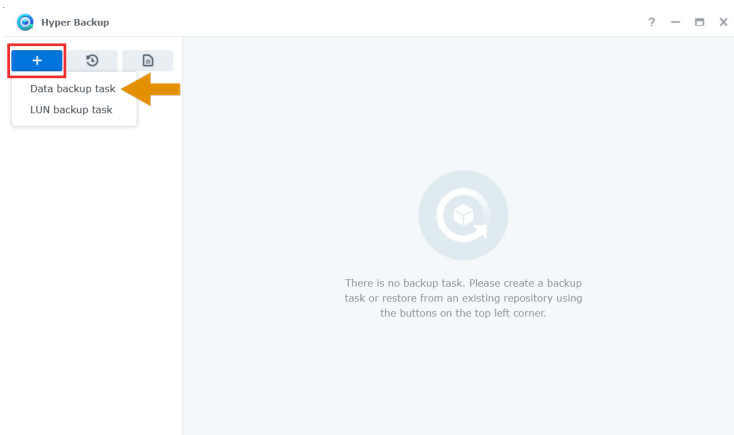 Hyper Backup
Data backup task
LUN backup task
There is no backup task. Please create a backup
task or restore from an existing repository using
the buttons on the top left corner.